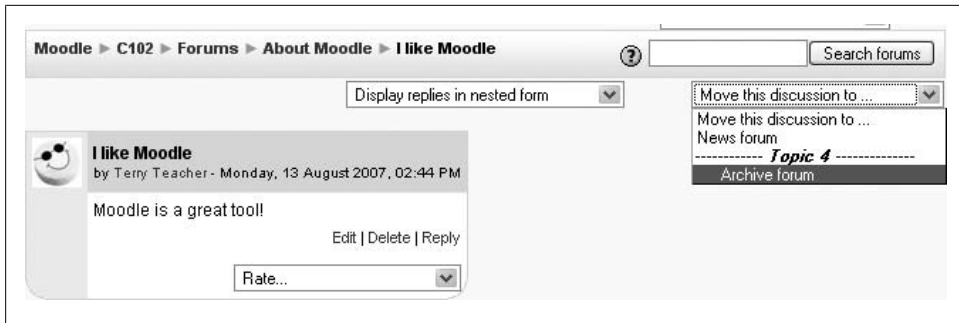 Moodle ► C102 ► Forums ► About Moodle ► I like Moodle
? Search forums
Display replies in nested form
Move this discussion to ...
Move this discussion to ...
News forum
------------ Topic 4 --------------
Archive forum
I like Moodle
by Terry Teacher - Monday, 13 August 2007, 02:44 PM
Moodle is a great tool!
Edit | Delete | Reply
Rate...